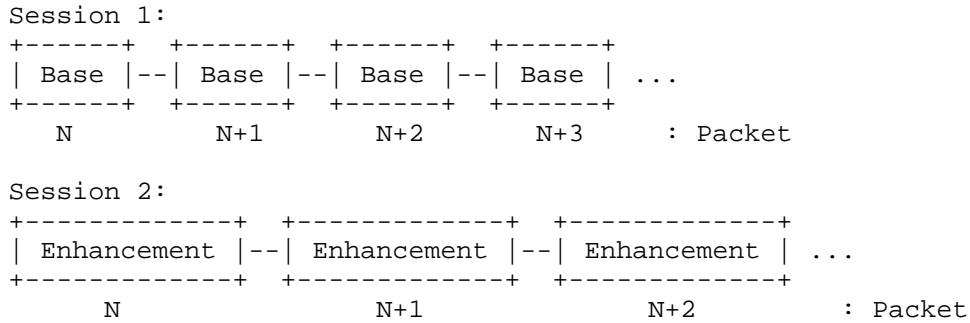 Session 1:
+------+  +------+  +------+  +------+
| Base |--| Base |--| Base |--| Base | ...
+------+  +------+  +------+  +------+
   N         N+1       N+2       N+3     : Packet

Session 2:
+-------------+  +-------------+  +-------------+
| Enhancement |--| Enhancement |--| Enhancement | ...
+-------------+  +-------------+  +-------------+
      N                N+1              N+2         : Packet